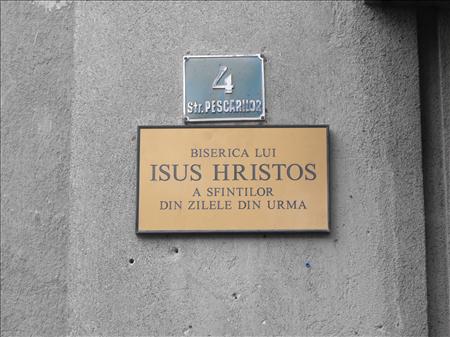 4
Str. PESCARILOR
BISERICA LUI
ISUS HRISTOS
A SFINTILOR
DIN ZILELE DIN URMA